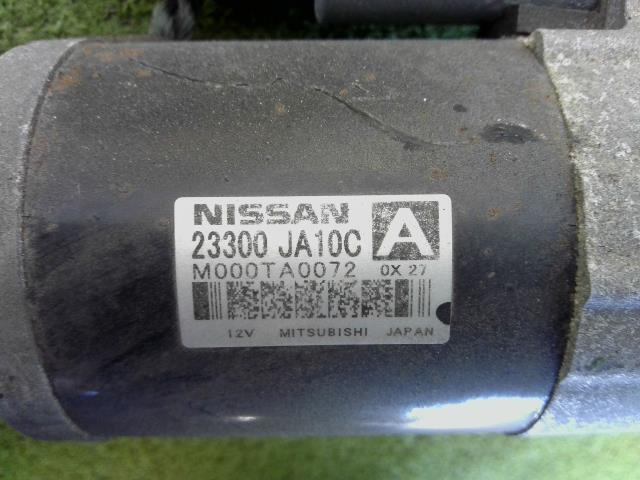 NISSAN
23300 JA10C A
M000TA0072 0X 27
12V MITSUBISHI JAPAN